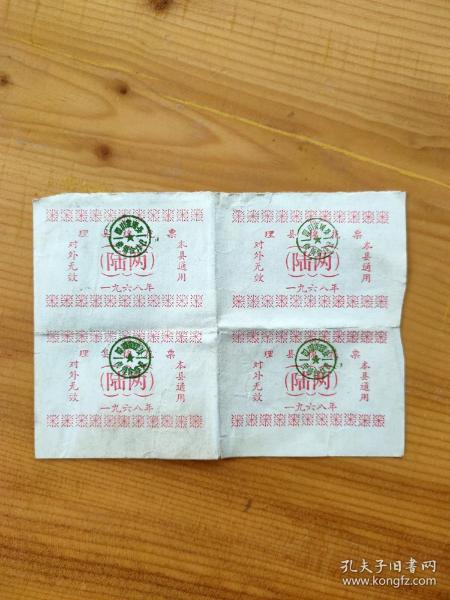 理县 票
对外无效
(陆两)
本县通用
一九六八年
理县 票
对外无效
(陆两)
本县通用
一九六八年
理县 票
对外无效
(陆两)
本县通用
一九六八年
理县 票
对外无效
(陆两)
本县通用
一九六八年
孔夫子旧书网
www.kongfz.com